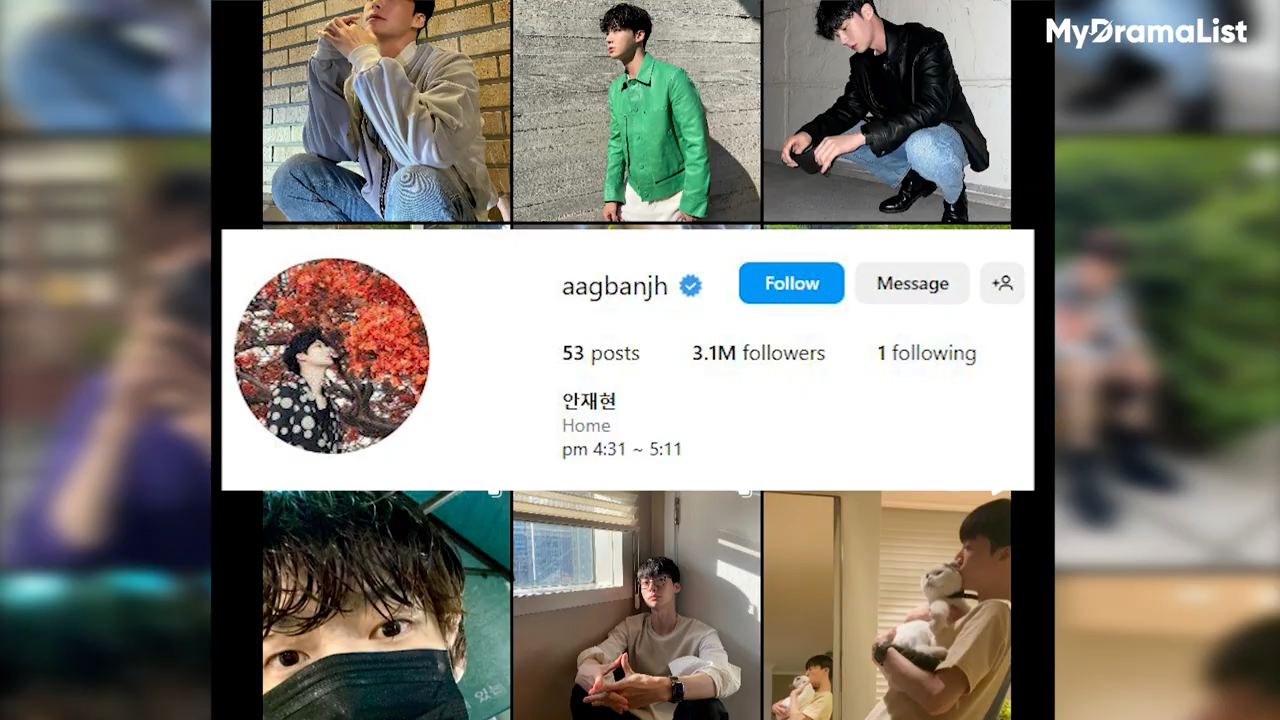 MyDramaList
aagbanjh
Follow
Message
53 posts
3.1M followers
1 following
안재현
Home
pm 4:31 ~ 5:11